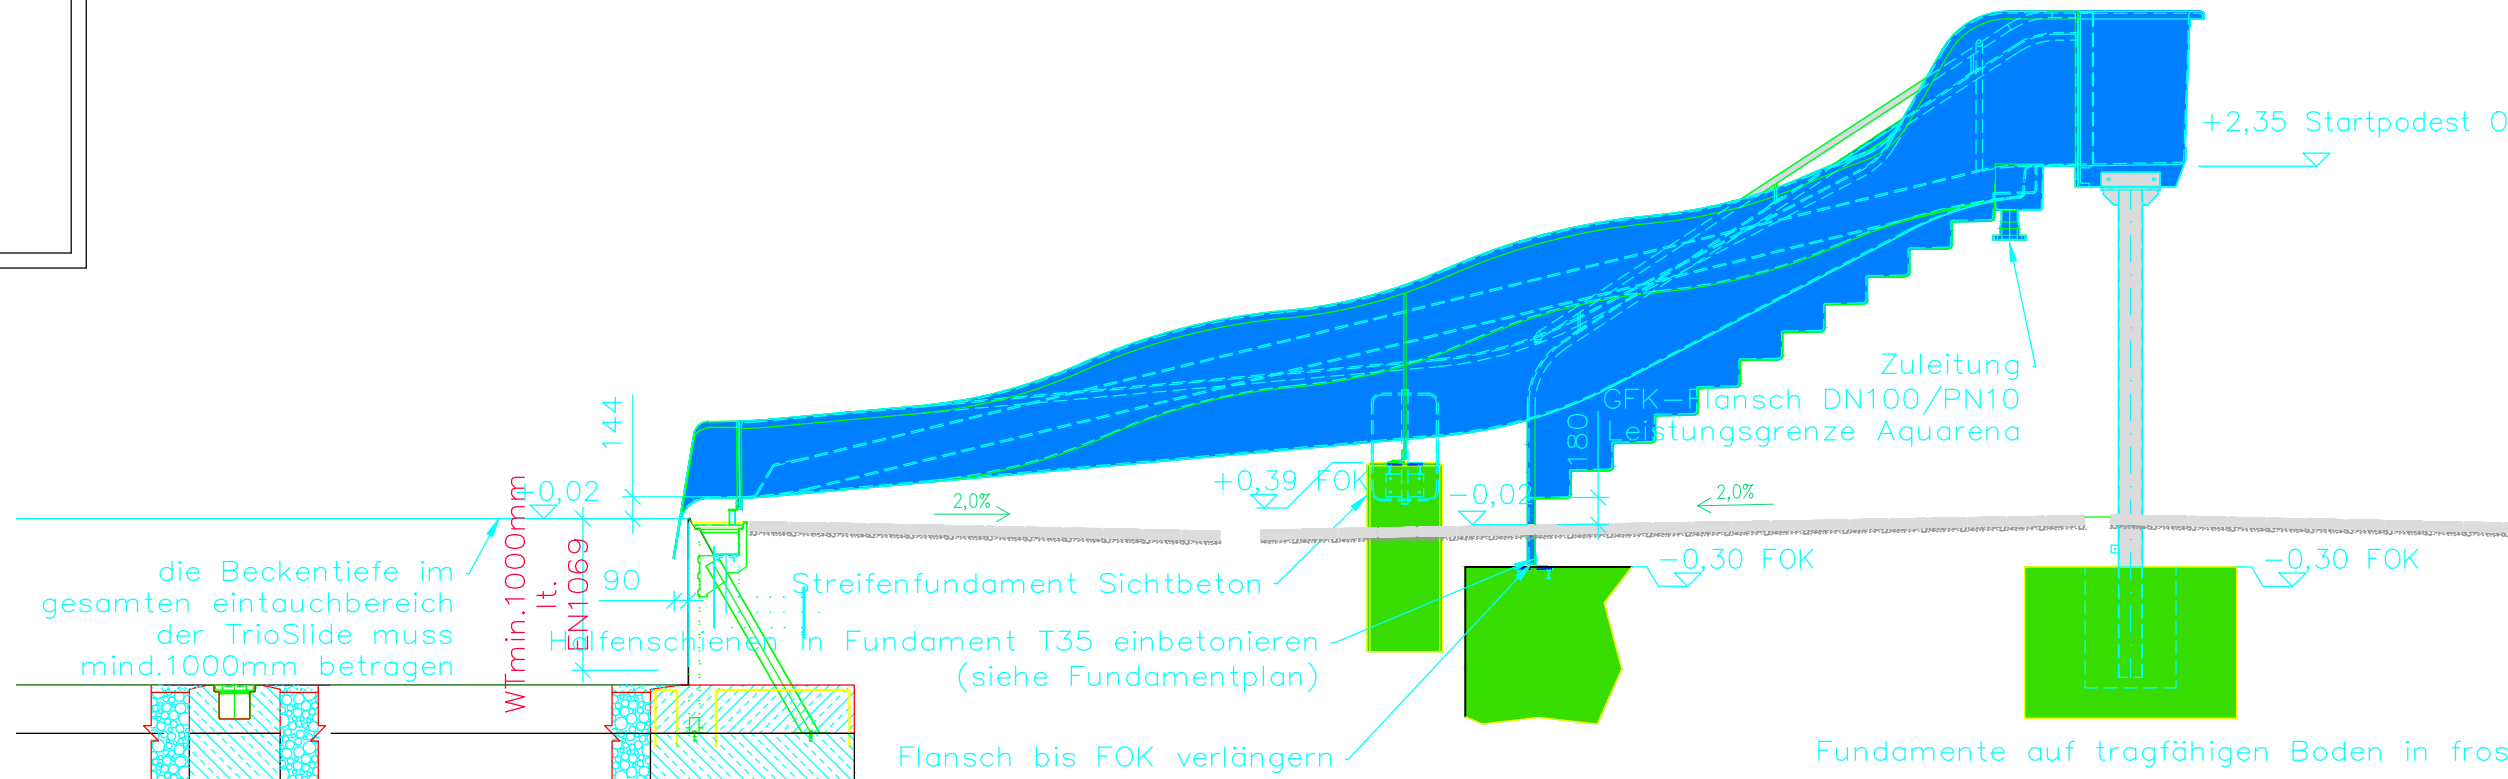 +2,35 Startpodest
Zuleitung
GFK-Flansch DN100/PN10
Leistungsgrenze Aquarena
144
180
+0,02
+0,39 FOK
-0,02
2,0%
2,0%
WTmin.1000mm
lt.
EN1069
90
-0,30 FOK
-0,30 FOK
die Beckentiefe im
gesamten eintauchbereich
der TrioSlide muss
mind.1000mm betragen
Streifenfundament Sichtbeton
Halfenschienen in Fundament T35 einbetonieren
(siehe Fundamentplan)
Flansch bis FOK verlängern
Fundamente auf tragfähigen Boden in fros